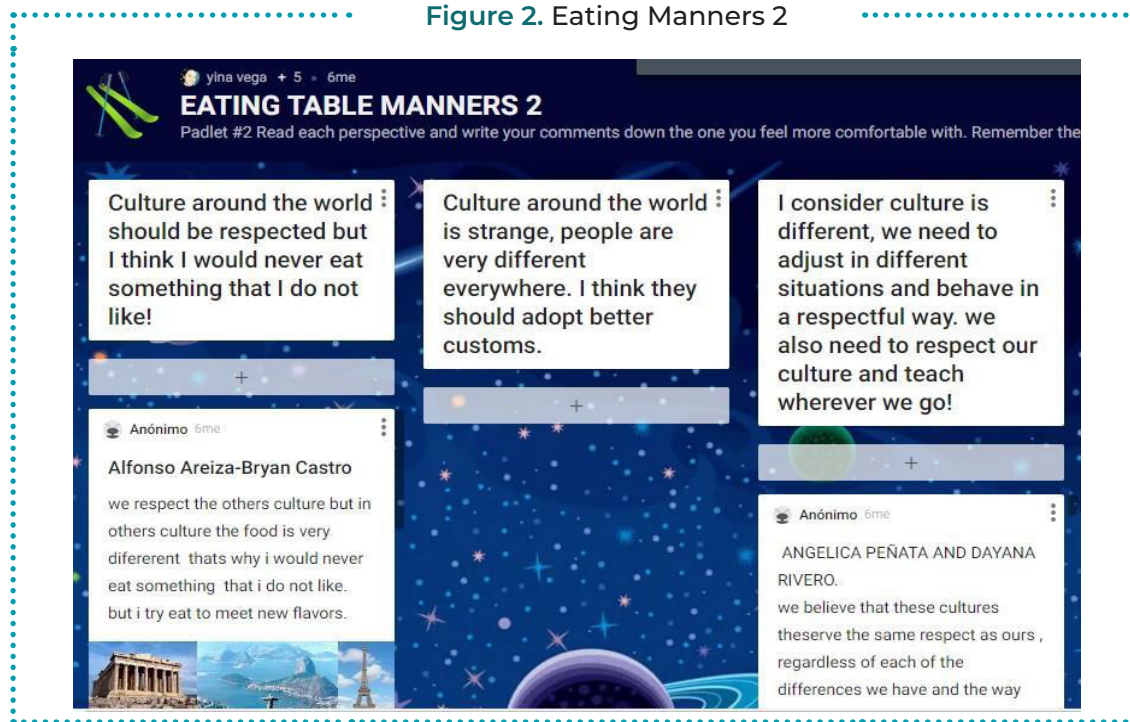 Figure 2. Eating Manners 2
yina vega + 5 6me
EATING TABLE MANNERS 2
Padlet #2 Read each perspective and write your comments down the one you feel more comfortable with. Remember the
Culture around the world
should be respected but
I think I would never eat
something that I do not
like!
+
Anónimo 6me
Alfonso Areiza-Bryan Castro
we respect the others culture but in
others culture the food is very
difererent thats why i would never
eat something that i do not like.
but i try eat to meet new flavors.
Culture around the world
is strange, people are
very different
everywhere. I think they
should adopt better
customs.
+
I consider culture is
different, we need to
adjust in different
situations and behave in
a respectful way. we
also need to respect our
culture and teach
wherever we go!
+
Anónimo 6me
ANGELICA PEÑATA AND DAYANA
RIVERO.
we believe that these cultures
theserve the same respect as ours ,
regardless of each of the
differences we have and the way